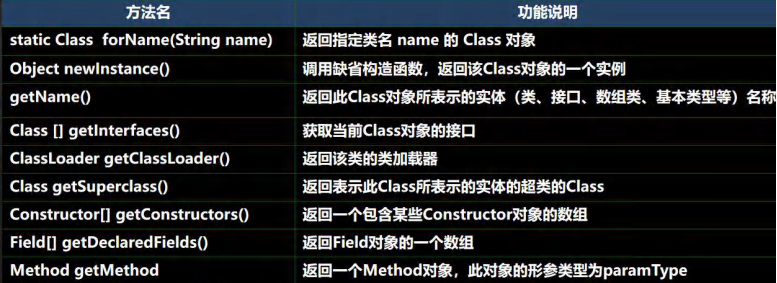 方法名 功能说明
static Class forName(String name) 返回指定类名 name 的 Class 对象
Object newInstance() 调用缺省构造函数，返回该Class对象的一个实例
getName() 返回此Class对象所表示的实体（类、接口、数组类、基本类型等）名称
Class [] getInterfaces() 获取当前Class对象的接口
ClassLoader getClassLoader() 返回该类的类加载器
Class getSuperclass() 返回表示此Class所表示的实体的超类的Class
Constructor[] getConstructors() 返回一个包含某些Constructor对象的数组
Field[] getDeclaredFields() 返回Field对象的一个数组
Method getMethod 返回一个Method对象，此对象的形参类型为paramType